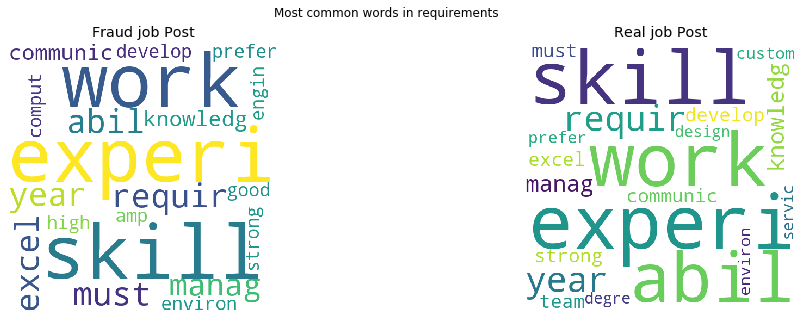 Most common words in requirements
Fraud job Post
communic develop prefer
work
comput
engin
abil knowledg
experi
year requir good
high amp
excel
skill
strong
must manag
environ
Real job Post
must
skill
custom
requir develop
design
knowledg
prefer
excel
work
manag
communic
experi
servic
strong
year abil
environ
team degre